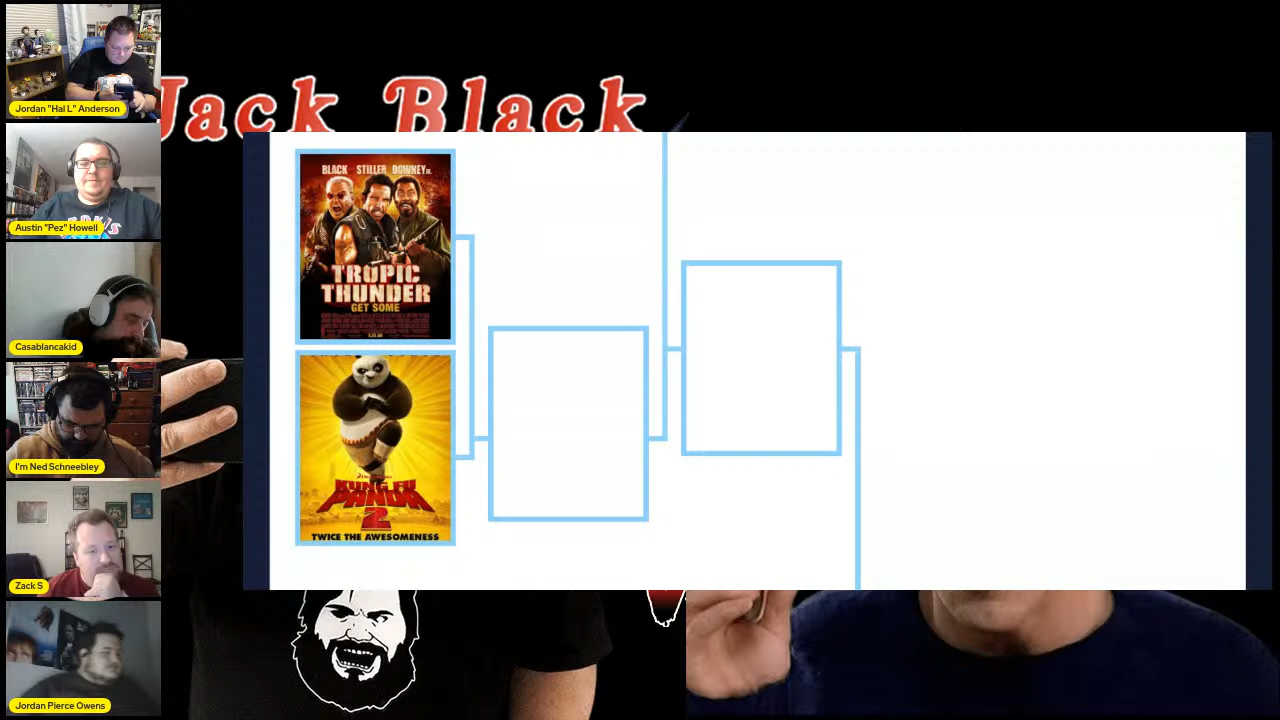 Jack Black
Jordan "Hal L" Anderson
Austin "Pez" Howell
Casablancakid
I'm Ned Schneebley
Zack S
Jordan Pierce Owens
BLACK STILLER DOWNEY JR.
TROPIC
THUNDER
GET SOME
KUNG FU
PANDA
2
TWICE THE AWESOMENESS